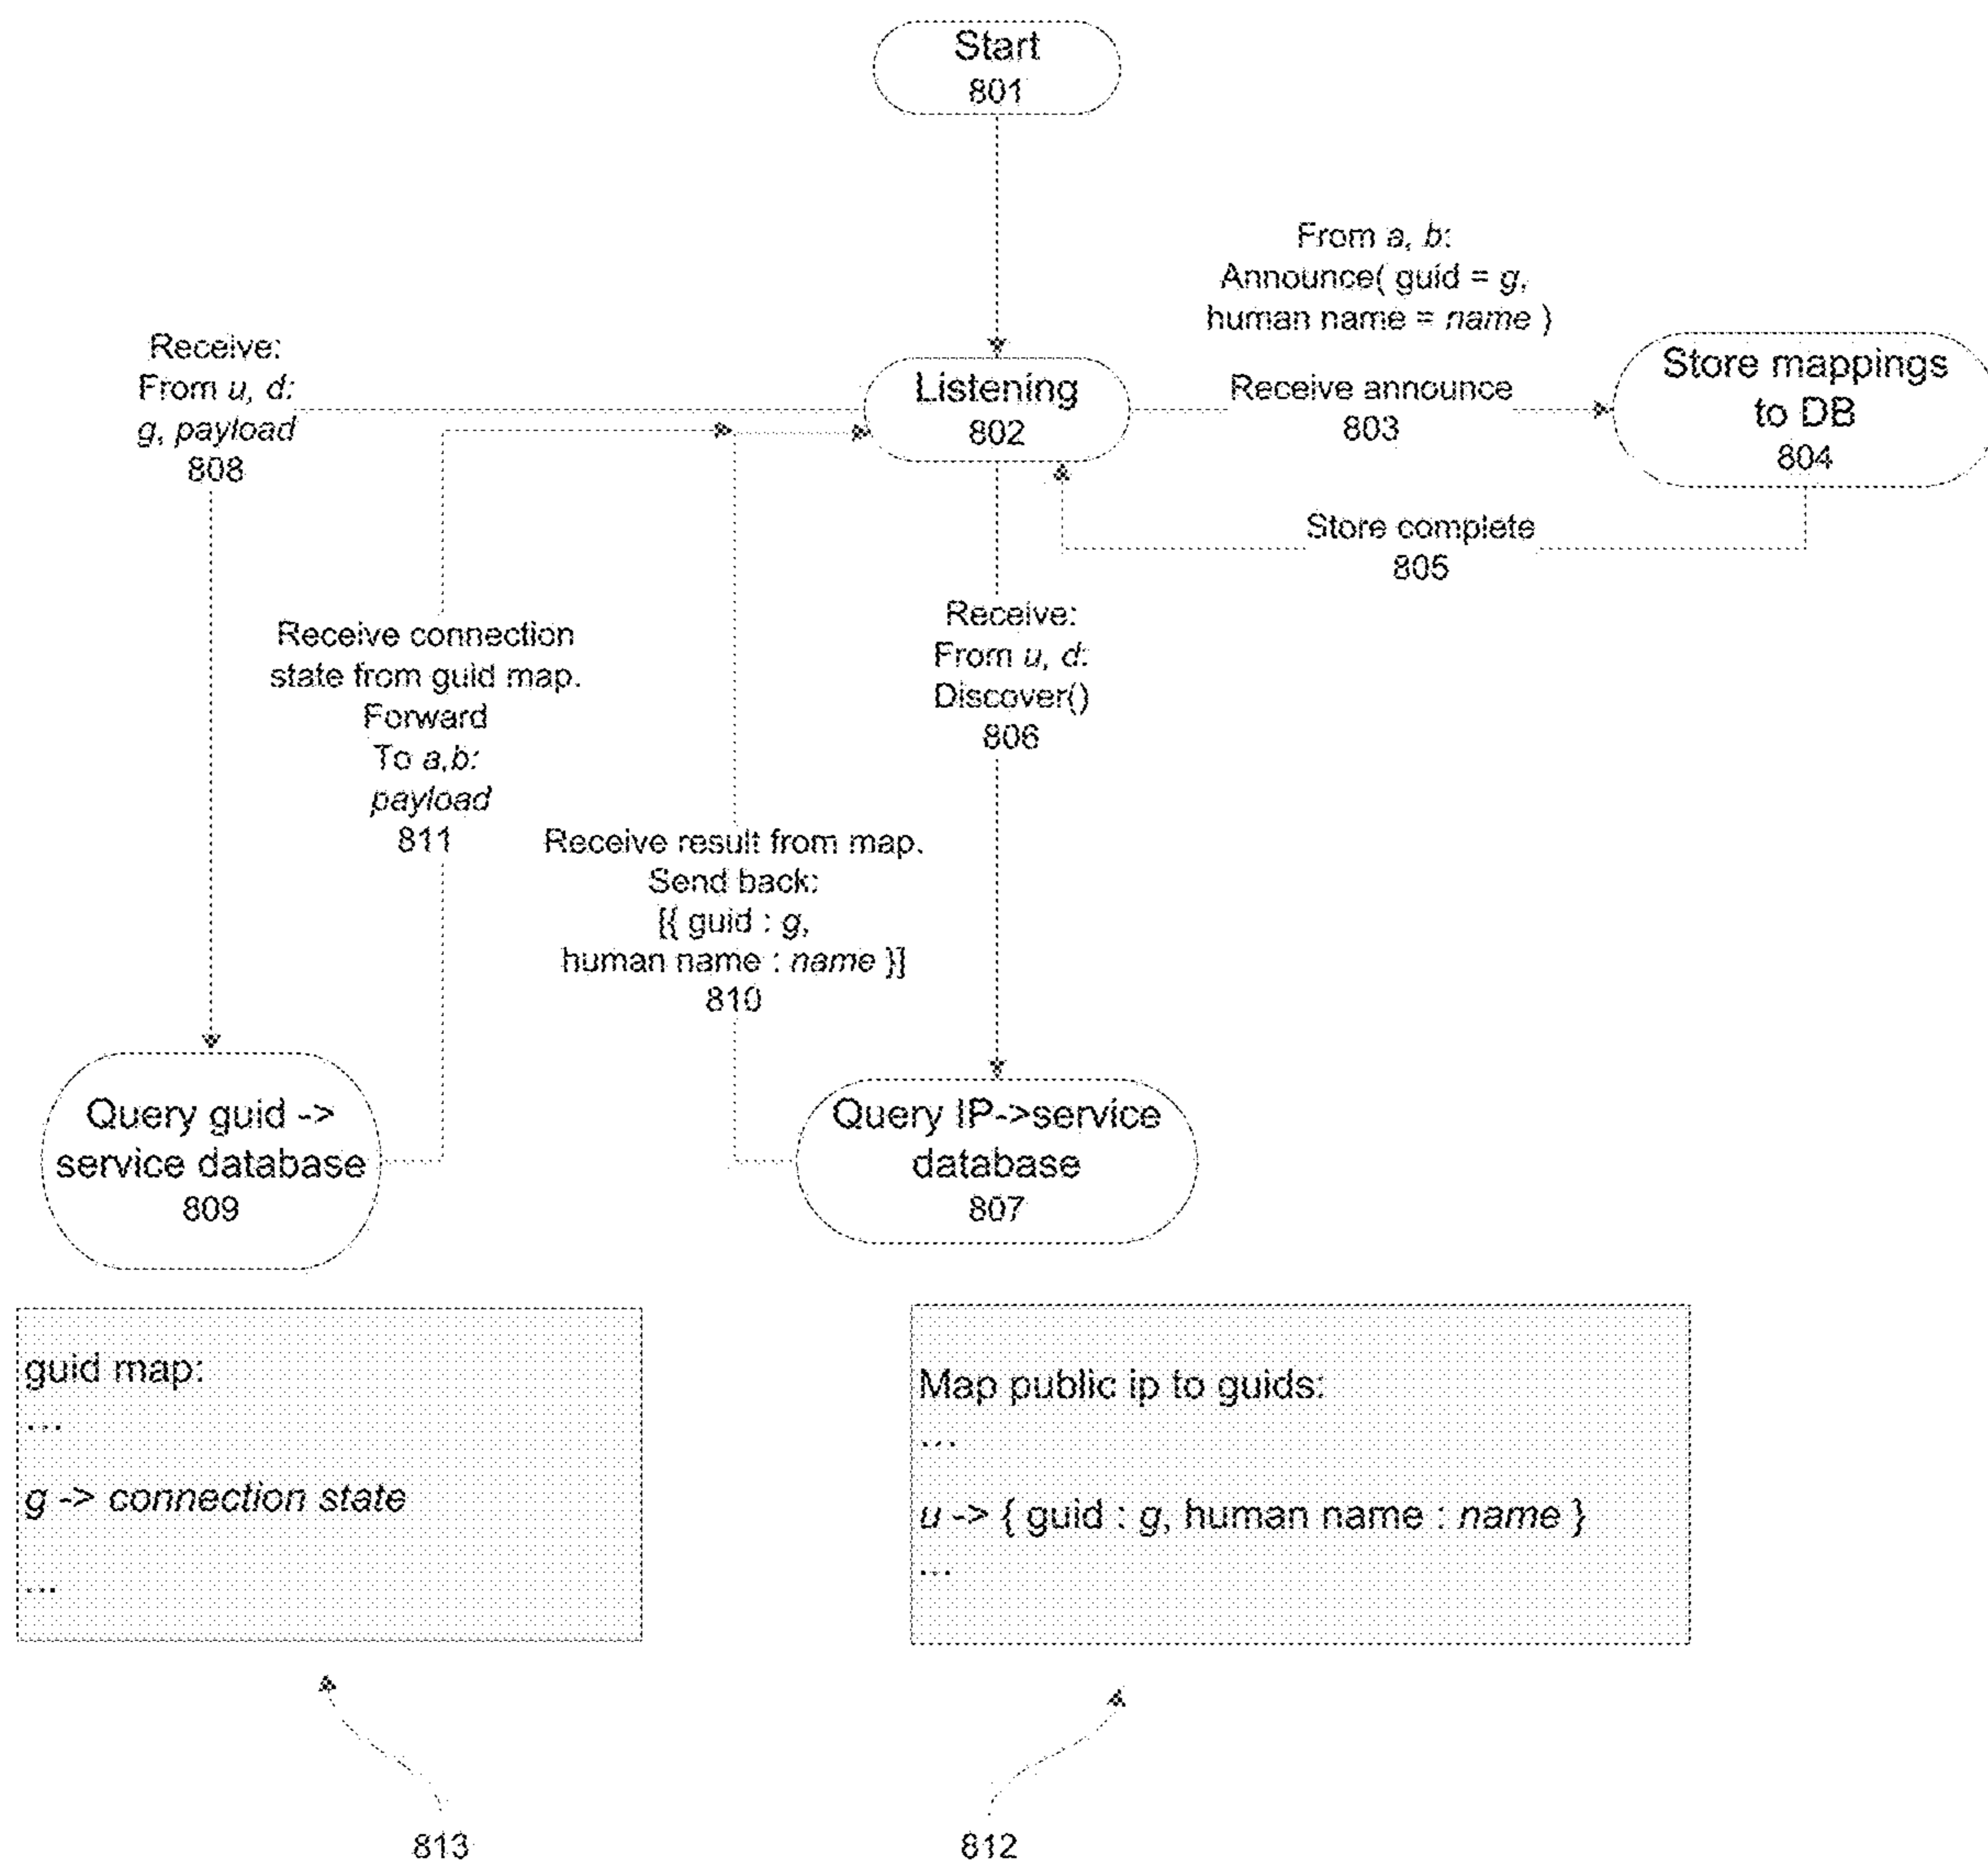 Start
801
From a, b:
Announce( guid = g,
human name = name )
Receive:
From u, d:
g, payload
808
Listening
802
Receive announce
803
Store mappings
to DB
804
Store complete
805
Receive connection
state from guid map.
Forward
To a,b:
payload
811
Receive:
From u, d:
Discover()
806
Receive result from map.
Send back:
[{ guid : g,
human name : name }]
810
Query guid ->
service database
809
Query IP->service
database
807
guid map:
...
g -> connection state
...
Map public ip to guids:
...
u -> { guid : g, human name : name }
...
813
812